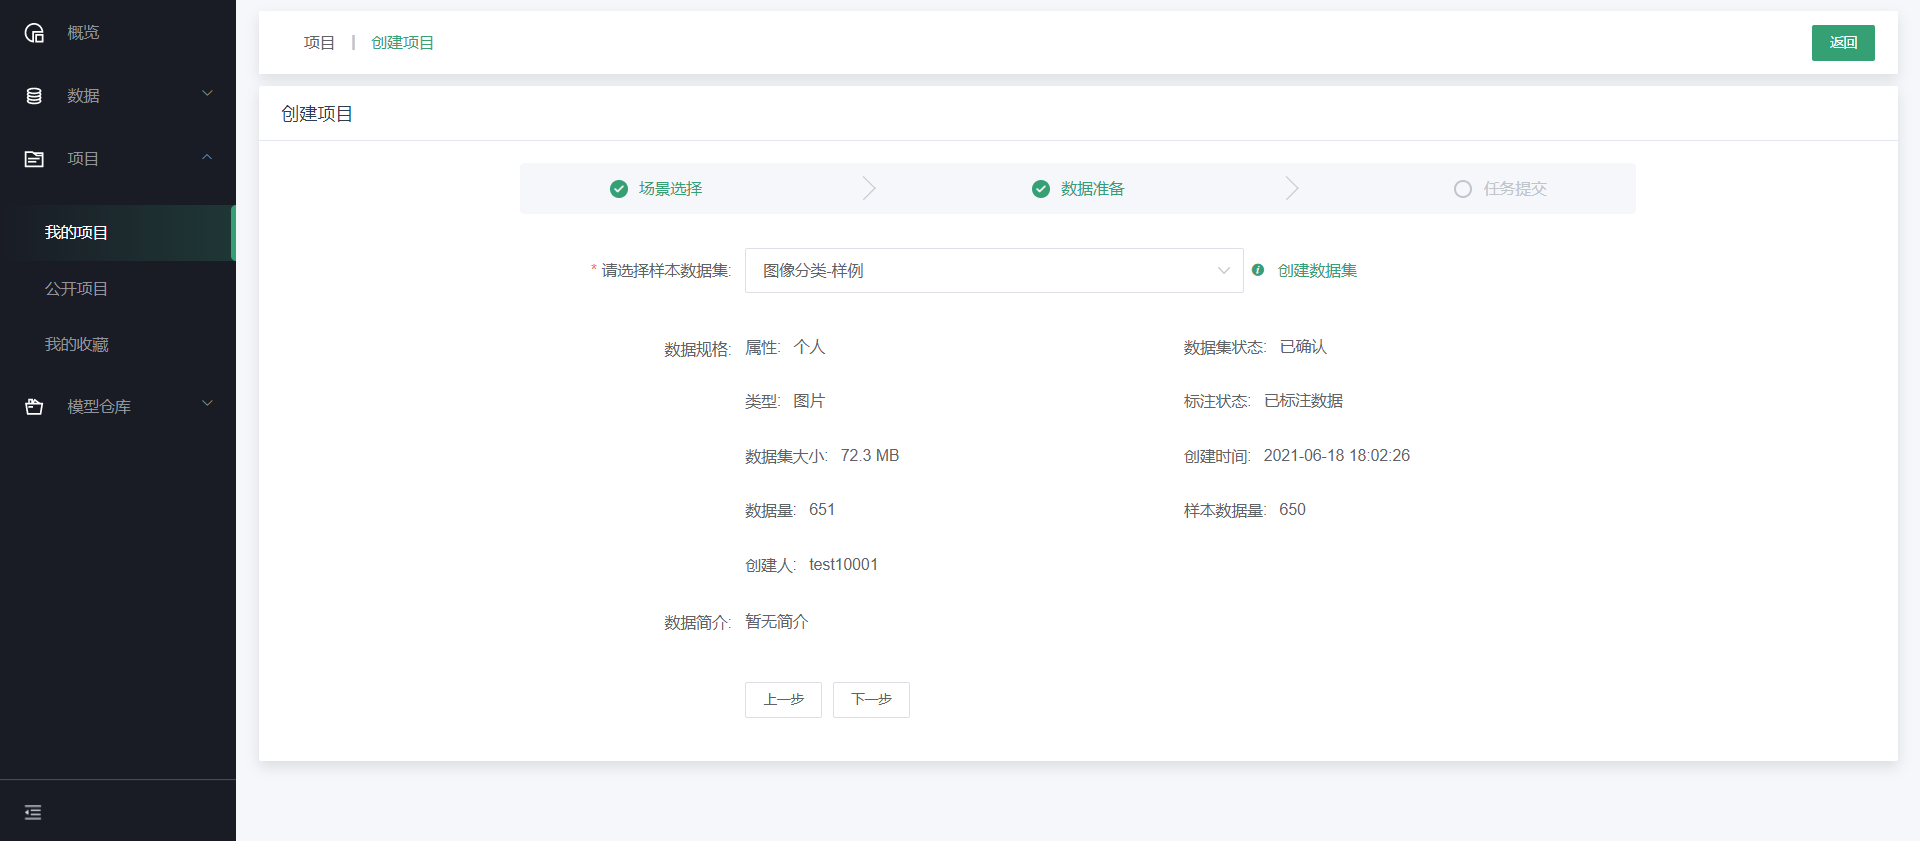 概览
数据
项目
我的项目
公开项目
我的收藏
模型仓库
项目 | 创建项目
返回
创建项目
场景选择
数据准备
任务提交
* 请选择样本数据集: 图像分类-样例 创建数据集
数据规格: 属性: 个人 数据集状态: 已确认
类型: 图片 标注状态: 已标注数据
数据集大小: 72.3 MB 创建时间: 2021-06-18 18:02:26
数据量: 651 样本数据量: 650
创建人: test10001
数据简介: 暂无简介
上一步 下一步